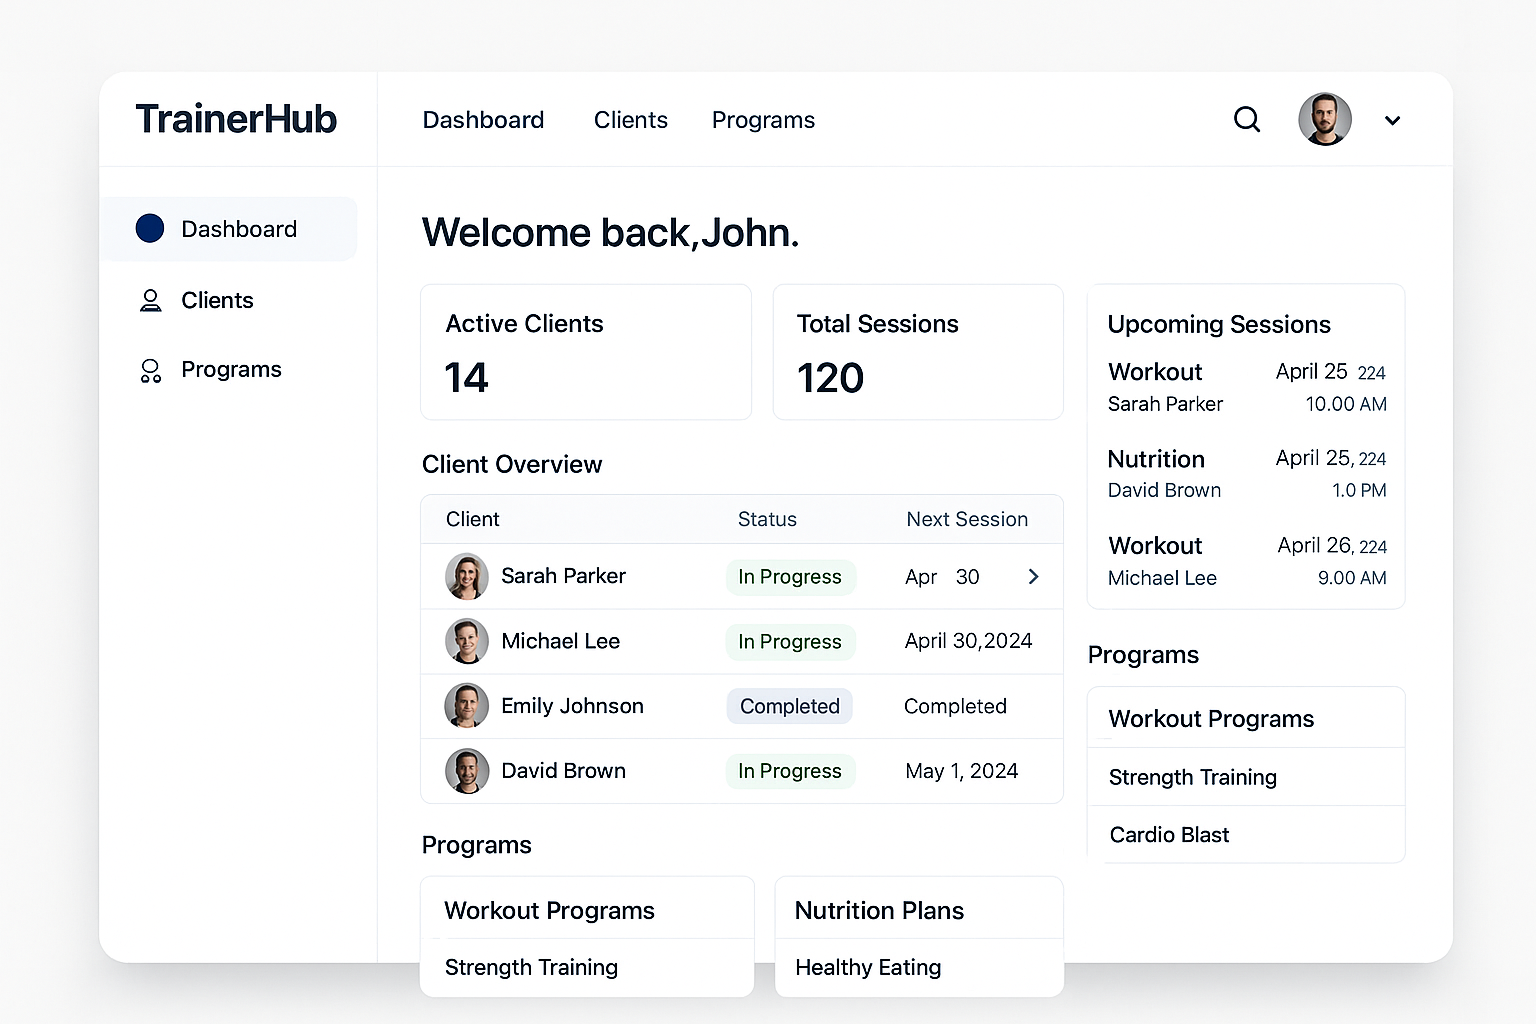 TrainerHub
Dashboard Clients Programs
Dashboard
Clients
Programs
Welcome back,John.
Active Clients
14
Total Sessions
120
Client Overview
Client Status Next Session
Sarah Parker In Progress Apr 30
Michael Lee In Progress April 30,2024
Emily Johnson Completed Completed
David Brown In Progress May 1, 2024
Programs
Workout Programs
Strength Training
Nutrition Plans
Healthy Eating
Upcoming Sessions
Workout April 25 224
Sarah Parker 10.00 AM
Nutrition April 25, 224
David Brown 1.0 PM
Workout April 26, 224
Michael Lee 9.00 AM
Programs
Workout Programs
Strength Training
Cardio Blast